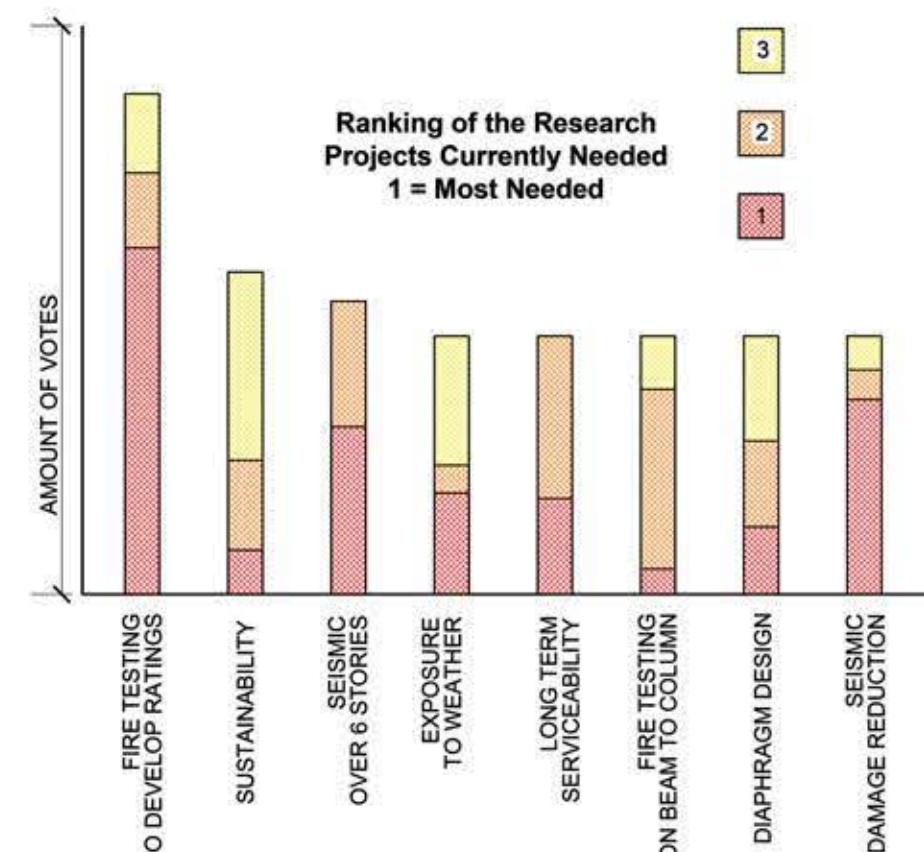 3
Ranking of the Research
Projects Currently Needed
1 = Most Needed
2
1
AMOUNT OF VOTES
FIRE TESTING
O DEVELOP RATINGS
SUSTAINABILITY
SEISMIC
OVER 6 STORIES
EXPOSURE
TO WEATHER
LONG TERM
SERVICEABILITY
FIRE TESTING
ON BEAM TO COLUMN
DIAPHRAGM DESIGN
SEISMIC
DAMAGE REDUCTION